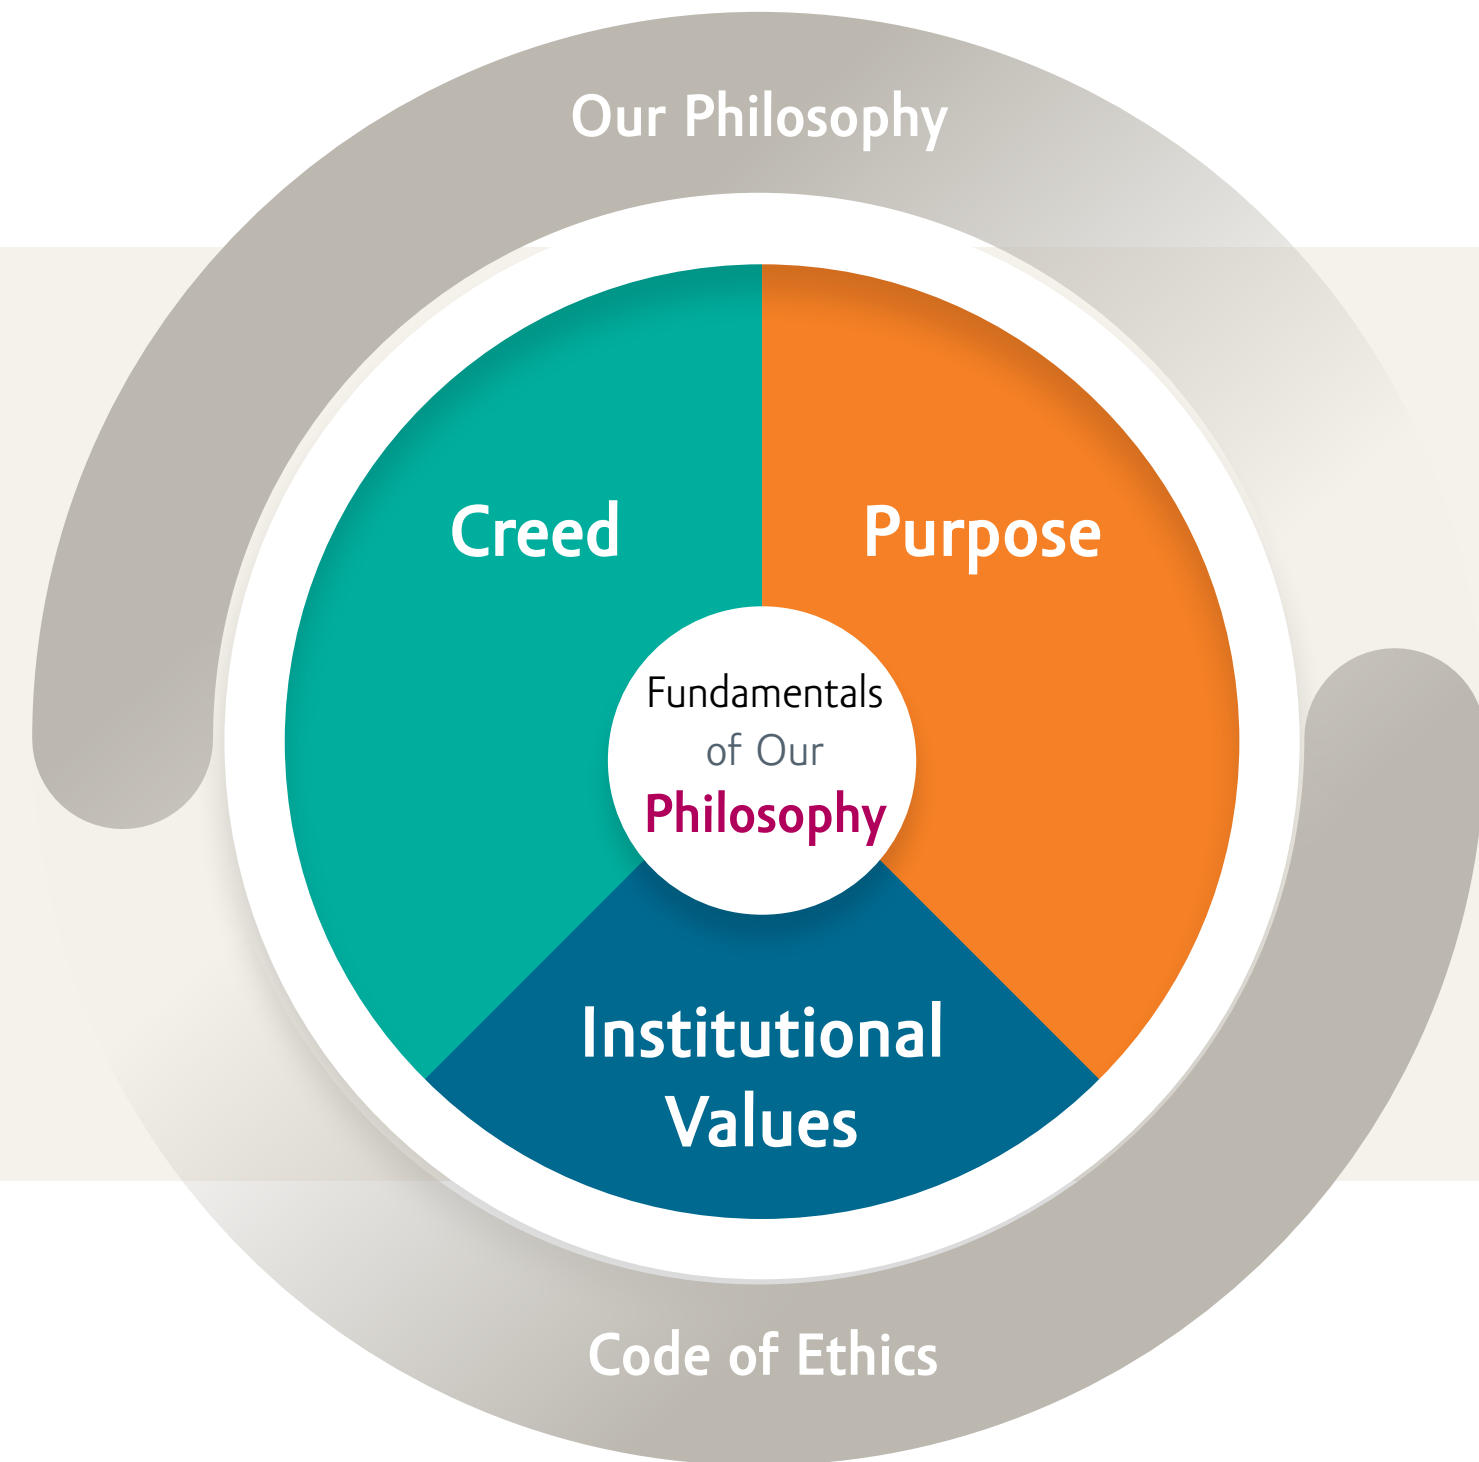 Our Philosophy
Creed
Purpose
Fundamentals
of Our
Philosophy
Institutional
Values
Code of Ethics